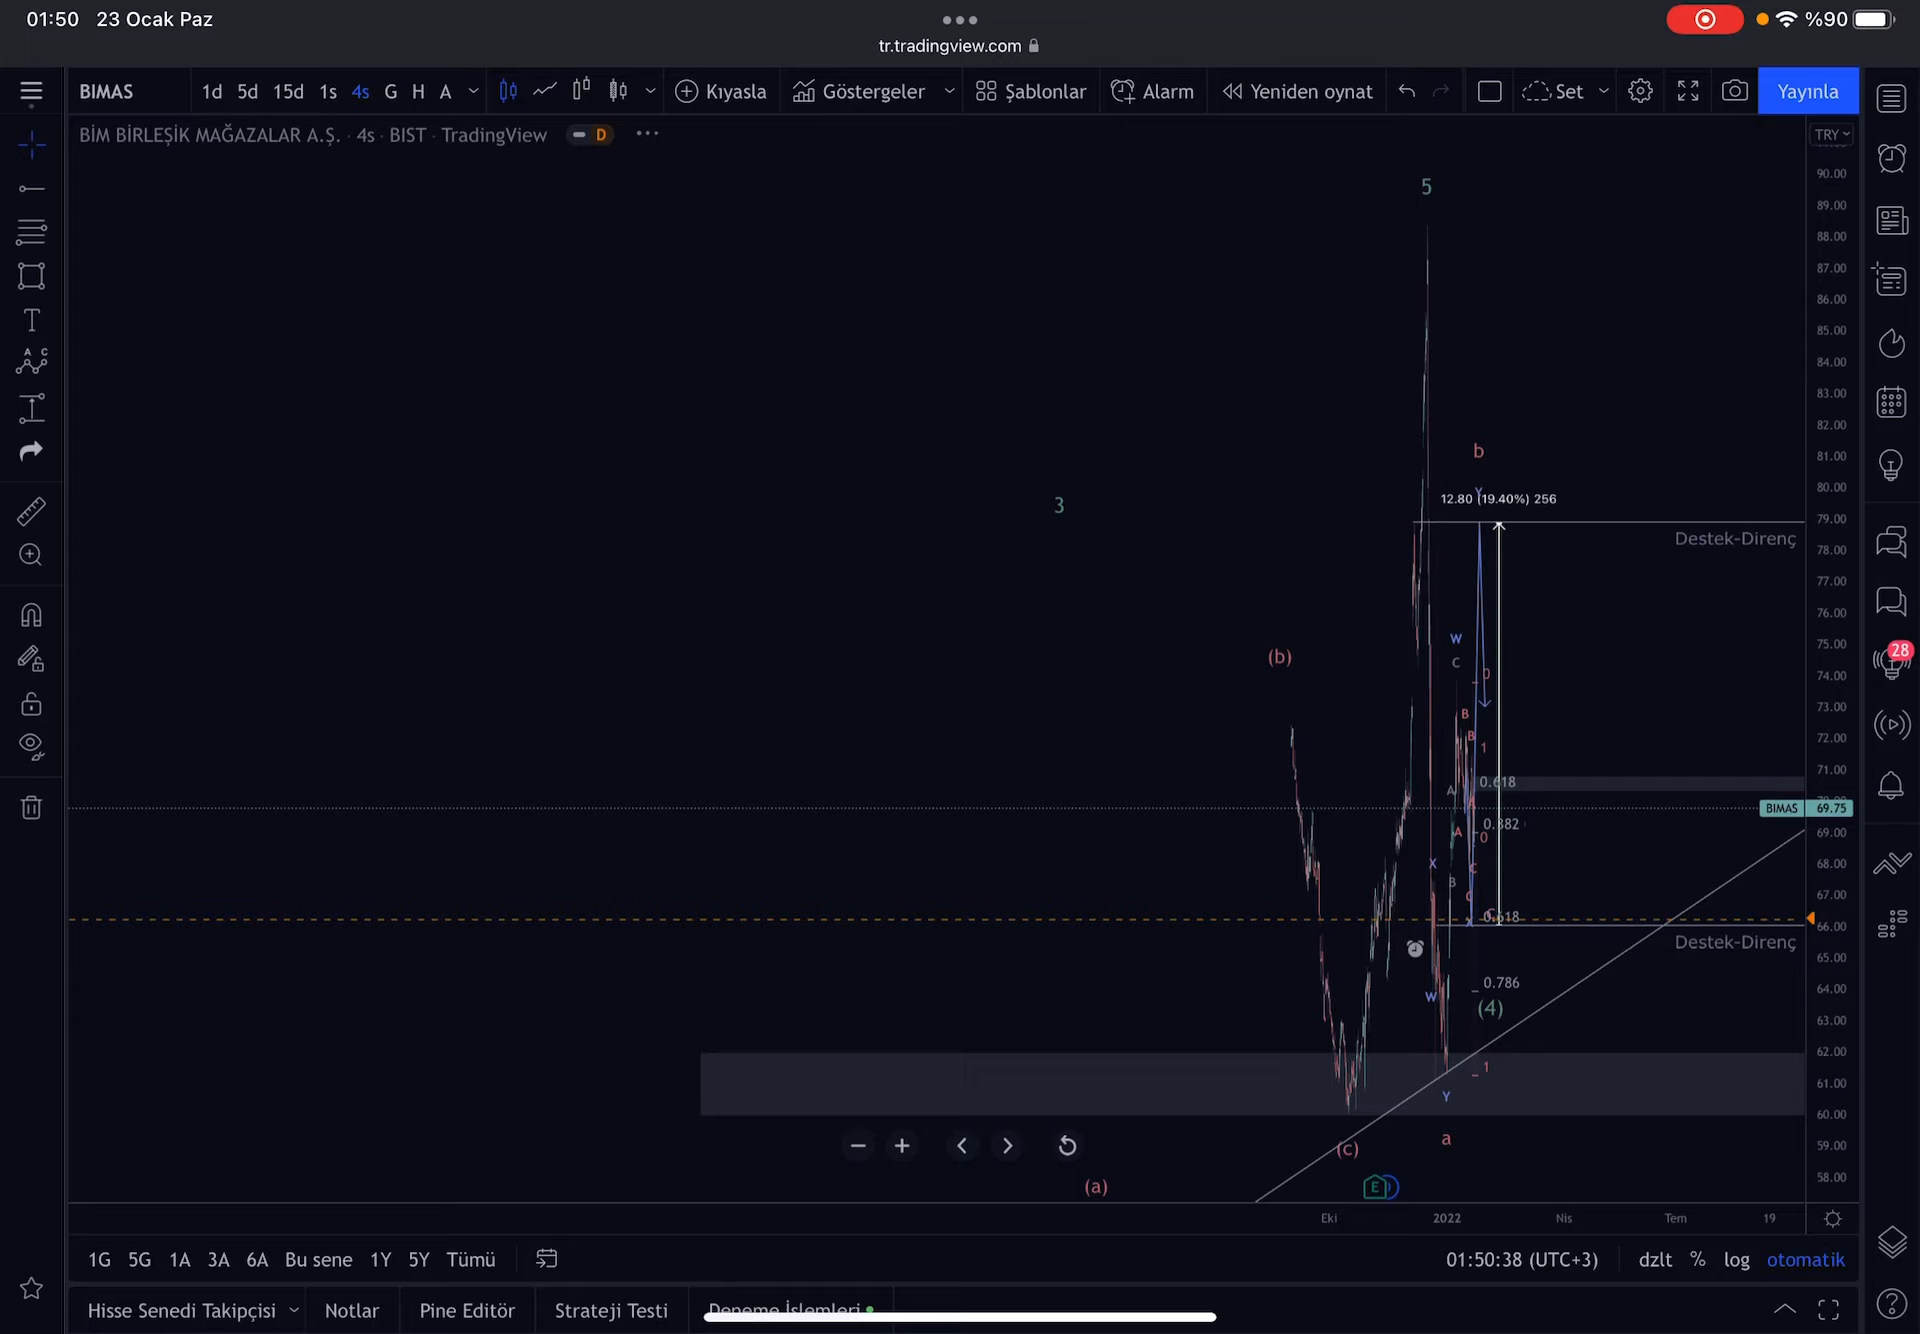 01:50 23 Ocak Paz
%90
tr.tradingview.com
BIMAS 1d 5d 15d 1s 4s G H A Kıyasla Göstergeler Şablonlar Alarm Yeniden oynat Set Yayınla
BİM BİRLEŞİK MAĞAZALAR A.Ş. · 4s · BIST · TradingView D
TRY
90.00
5
89.00
88.00
87.00
86.00
85.00
84.00
83.00
82.00
b
81.00
80.00
Y
12.80 (19.40%) 256
3
79.00
Destek-Direnç
78.00
77.00
76.00
W
75.00
(b)
C
28
0
74.00
73.00
B
72.00
B
1
71.00
0.618
A
BIMAS 69.75
0.382
A
0
69.00
X
68.00
C
B
67.00
0.618
66.00
X
Destek-Direnç
65.00
0.786
64.00
W
(4)
63.00
62.00
1
61.00
Y
60.00
a
59.00
(c)
58.00
(a)
E
Eki 2022 Nis Tem 19
1G 5G 1A 3A 6A Bu sene 1Y 5Y Tümü 01:50:38 (UTC+3) dzlt % log otomatik
Hisse Senedi Takipçisi Notlar Pine Editör Strateji Testi Deneme İşlemleri